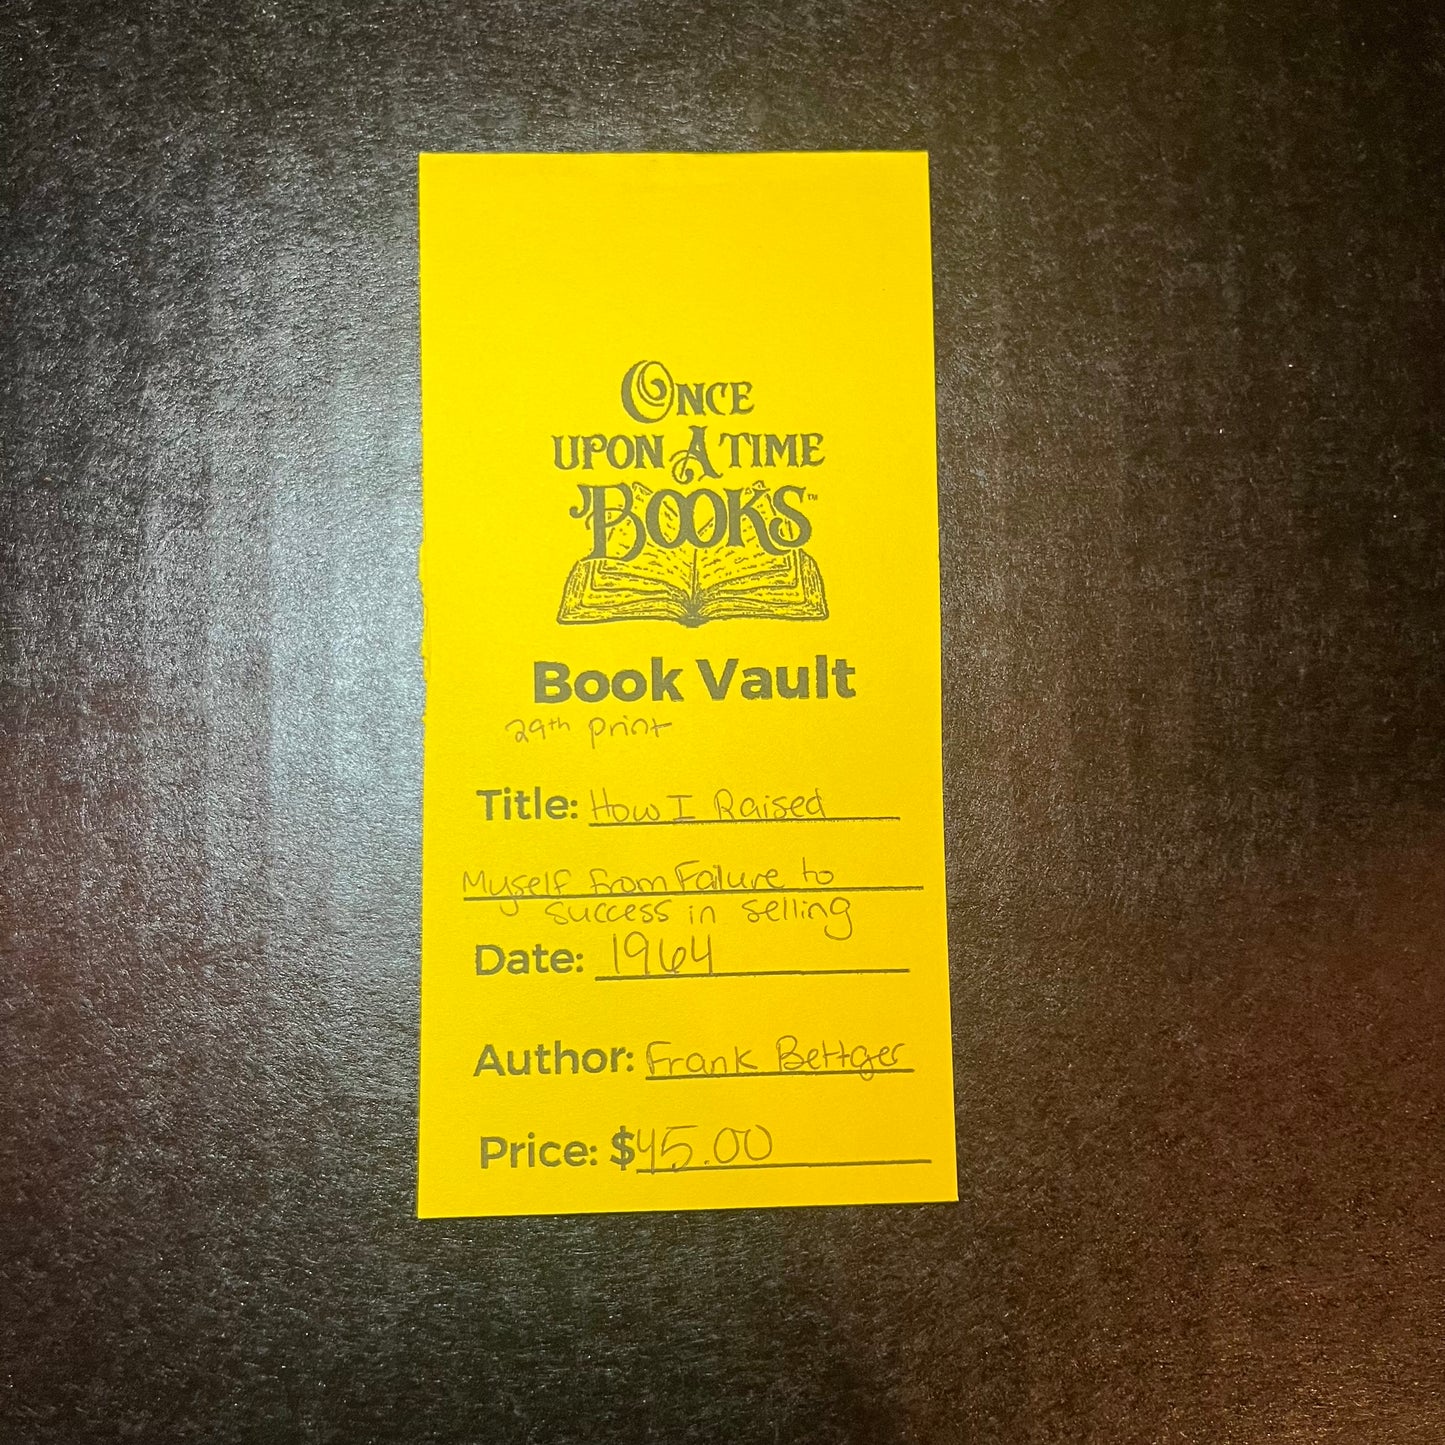 ONCE
UPON A TIME
BOOKS™
Book Vault
29th print
Title: How I Raised
Myself from Failure to
success in selling
Date: 1964
Author: Frank Bettger
Price: $45.00